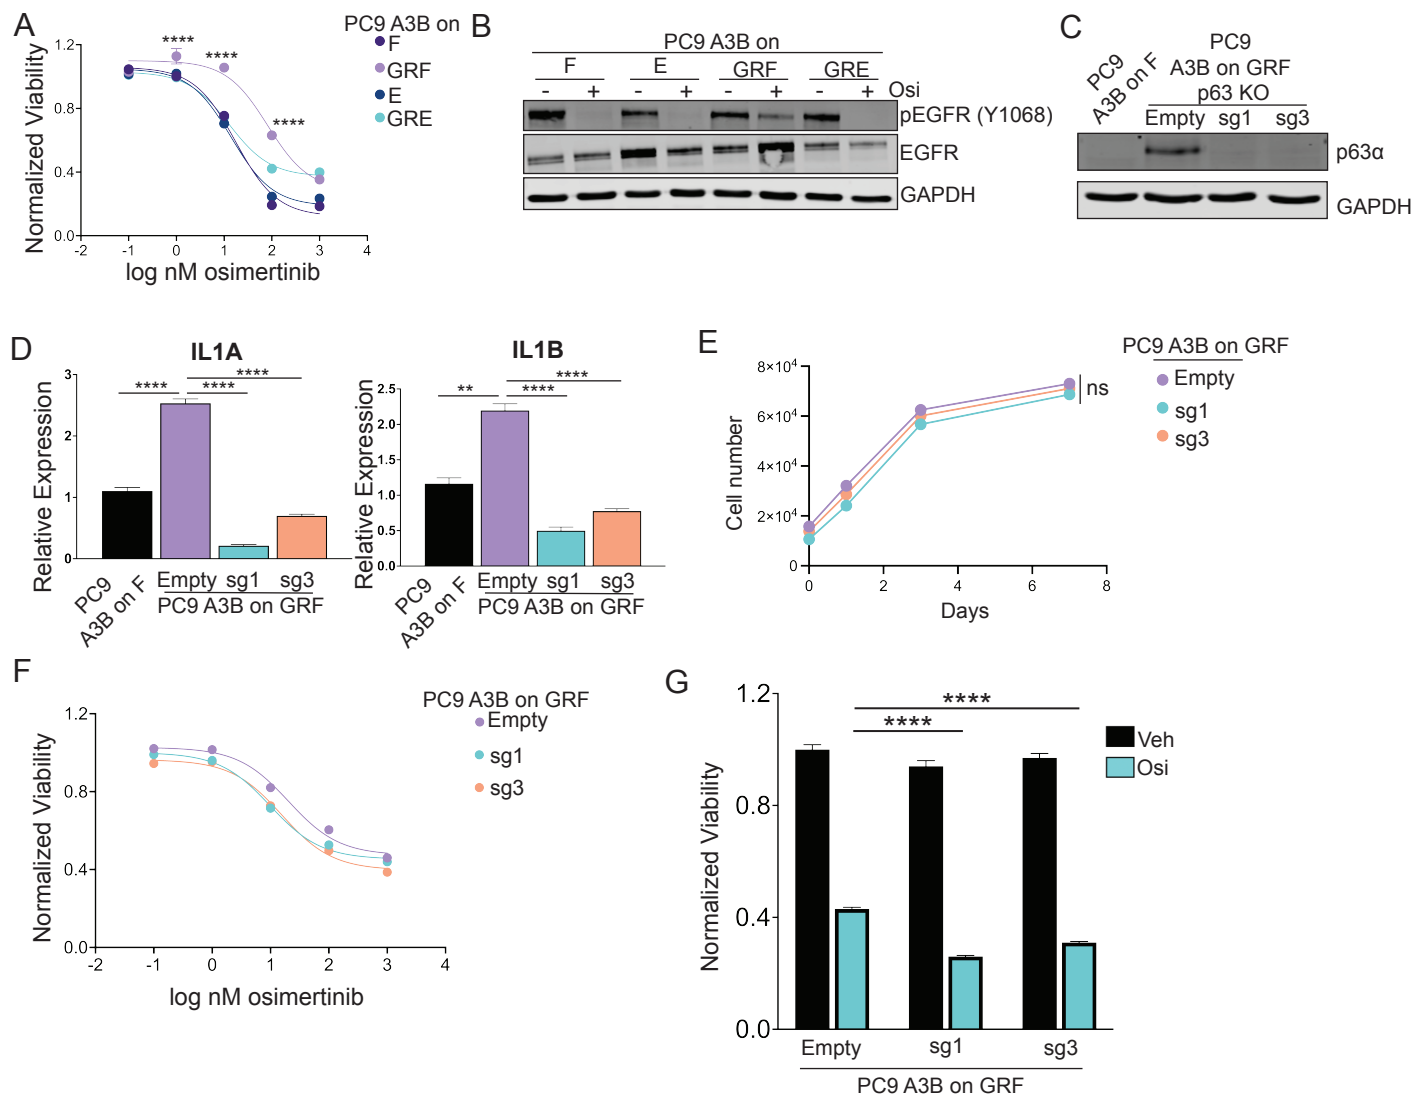 A
PC9 A3B on
F
GRF
E
GRE
****
****
****
Normalized Viability
1.2
0.8
0.4
0.0
-2 -1 0 1 2 3 4
log nM osimertinib
B
PC9 A3B on
F E GRF GRE
- + - + - + - + Osi
pEGFR (Y1068)
EGFR
GAPDH
C
PC9
A3B on F
PC9
A3B on GRF
p63 KO
Empty sg1 sg3
p63α
GAPDH
D
IL1A
Relative Expression
3
2
1
0
****
****
****
PC9
A3B on F
Empty sg1 sg3
PC9 A3B on GRF
IL1B
Relative Expression
2.5
2.0
1.5
1.0
0.5
0.0
**
****
****
PC9
A3B on F
Empty sg1 sg3
PC9 A3B on GRF
E
PC9 A3B on GRF
Empty
sg1
sg3
ns
Cell number
8×10⁴
6×10⁴
4×10⁴
2×10⁴
0
0 2 4 6 8
Days
F
PC9 A3B on GRF
Empty
sg1
sg3
Normalized Viability
1.2
0.8
0.4
0.0
-2 -1 0 1 2 3 4
log nM osimertinib
G
Normalized Viability
1.2
0.8
0.4
0.0
****
****
Veh
Osi
Empty sg1 sg3
PC9 A3B on GRF